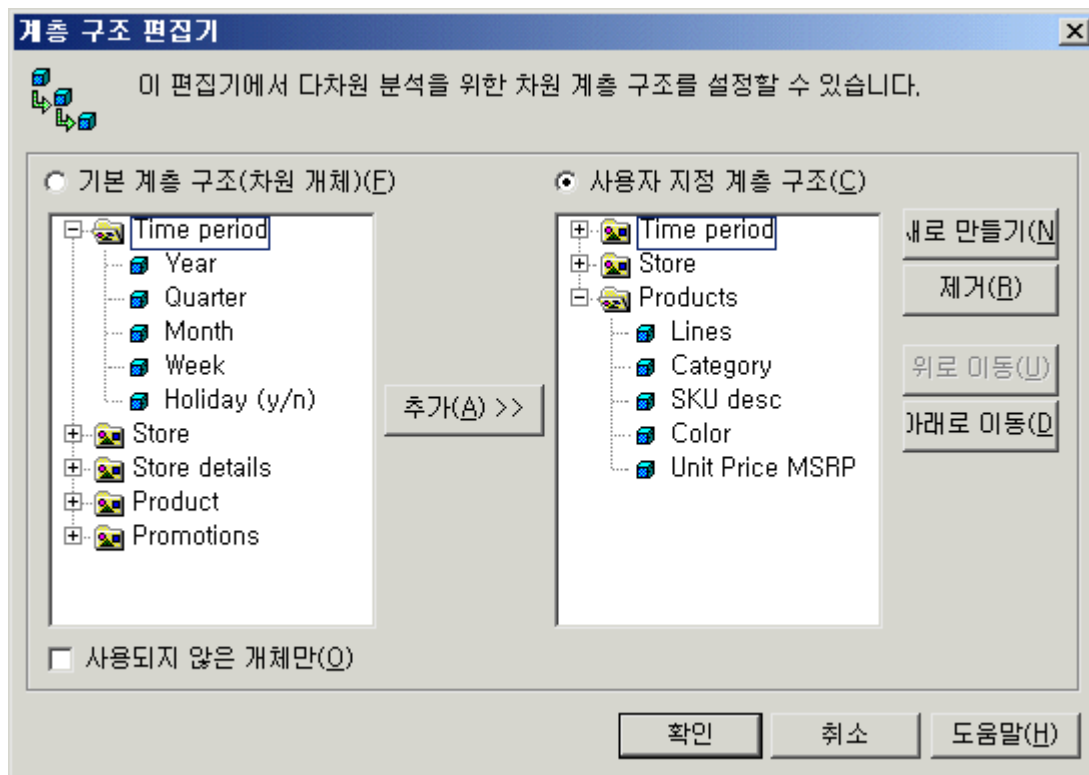 계층 구조 편집기
이 편집기에서 다차원 분석을 위한 차원 계층 구조를 설정할 수 있습니다.
기본 계층 구조(차원 개체)(F)
Time period
Year
Quarter
Month
Week
Holiday (y/n)
Store
Store details
Product
Promotions
사용되지 않은 개체만(O)
추가(A) >>
사용자 지정 계층 구조(C)
Time period
Store
Products
Lines
Category
SKU desc
Color
Unit Price MSRP
새로 만들기(N
제거(R)
위로 이동(U)
아래로 이동(D
확인
취소
도움말(H)